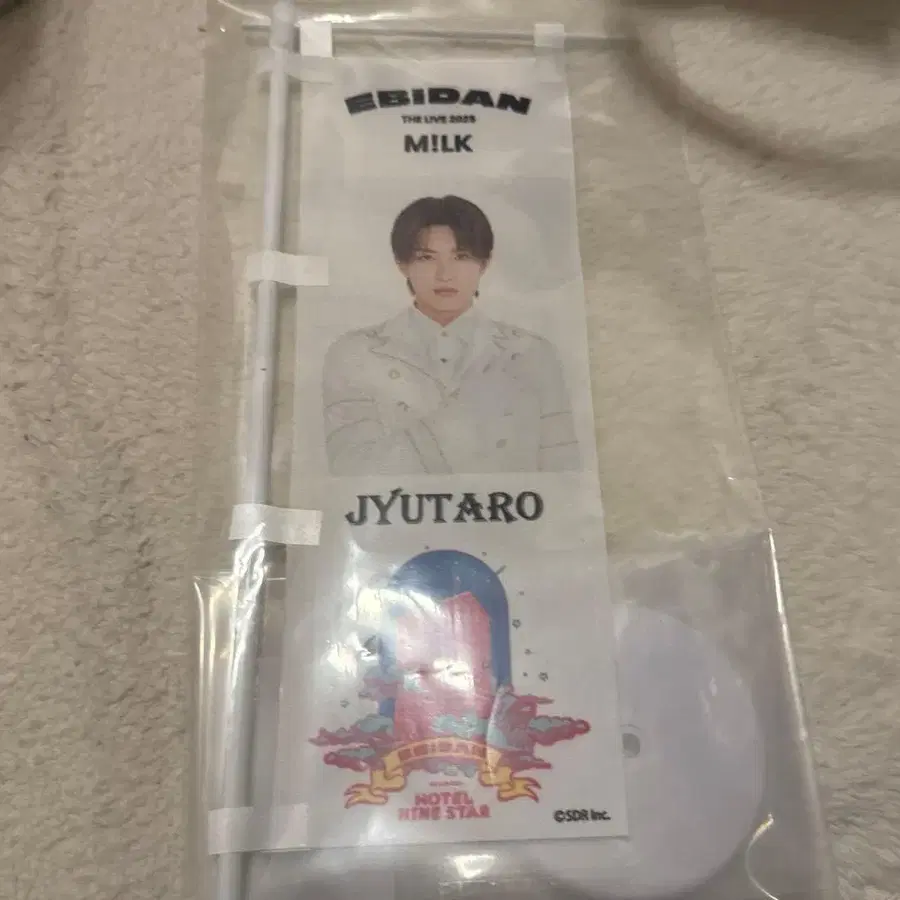 EBiDAN
THE LIVE 2025
M!LK
JYUTARO
EBiDAN
HOTEL
NINE STAR
©SDR Inc.